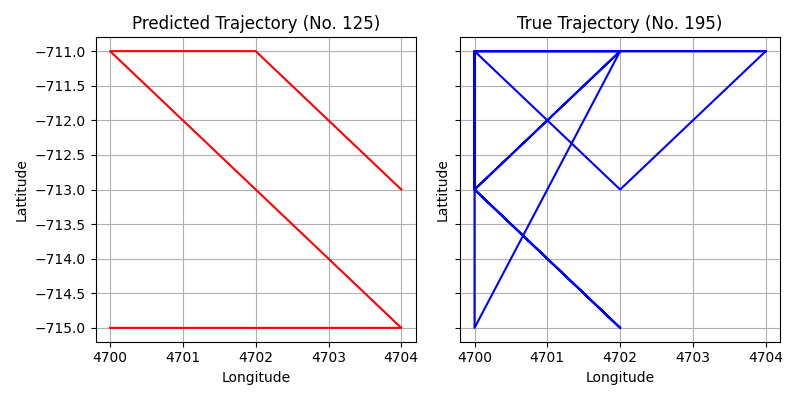 Predicted Trajectory (No. 125)
−711.0
−711.5
−712.0
−712.5
−713.0
−713.5
−714.0
−714.5
−715.0
Lattitude
4700 4701 4702 4703 4704
Longitude
True Trajectory (No. 195)
Lattitude
4700 4701 4702 4703 4704
Longitude